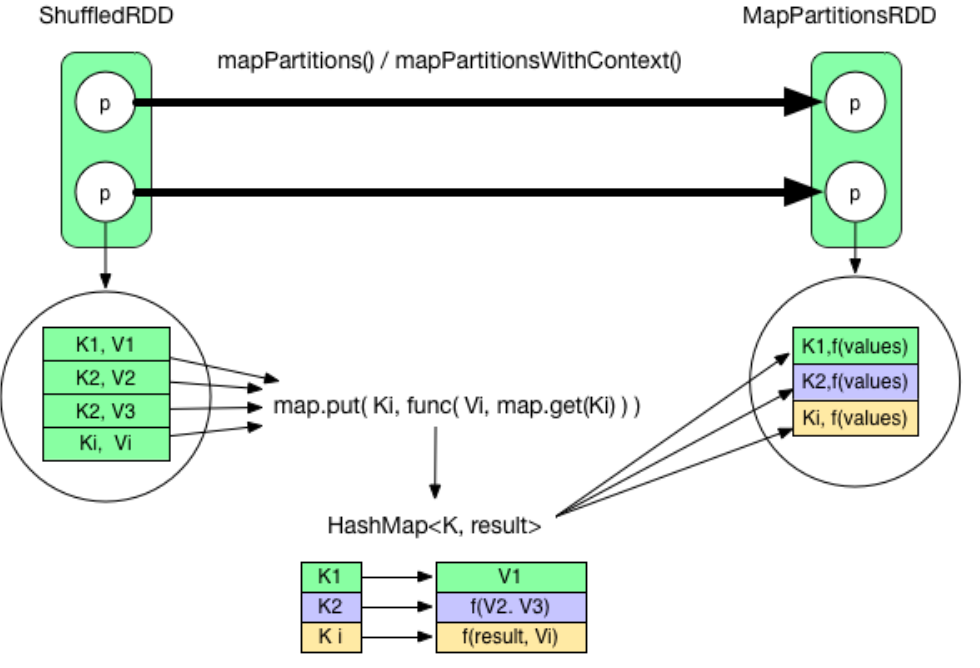 ShuffledRDD
MapPartitionsRDD
mapPartitions() / mapPartitionsWithContext()
p
p
p
p
K1, V1
K2, V2
K2, V3
Ki, Vi
map.put( Ki, func( Vi, map.get(Ki) ) )
K1,f(values)
K2,f(values)
Ki, f(values)
HashMap<K, result>
K1
V1
K2
f(V2. V3)
K i
f(result, Vi)